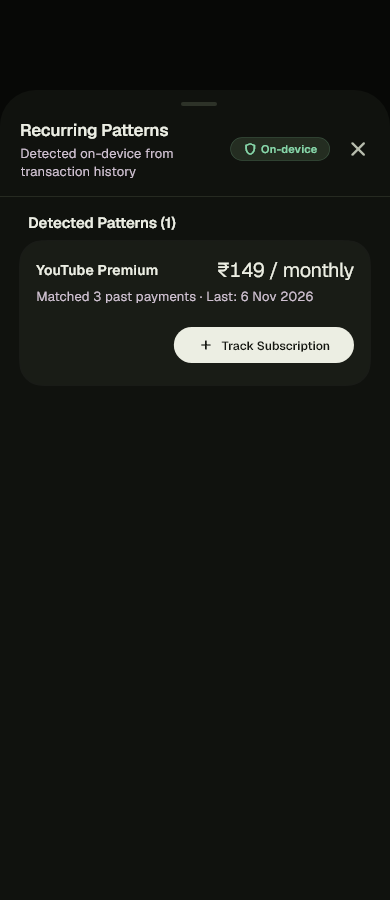 Recurring Patterns
Detected on-device from
transaction history
On-device
Detected Patterns (1)
YouTube Premium
₹149 / monthly
Matched 3 past payments · Last: 6 Nov 2026
+ Track Subscription